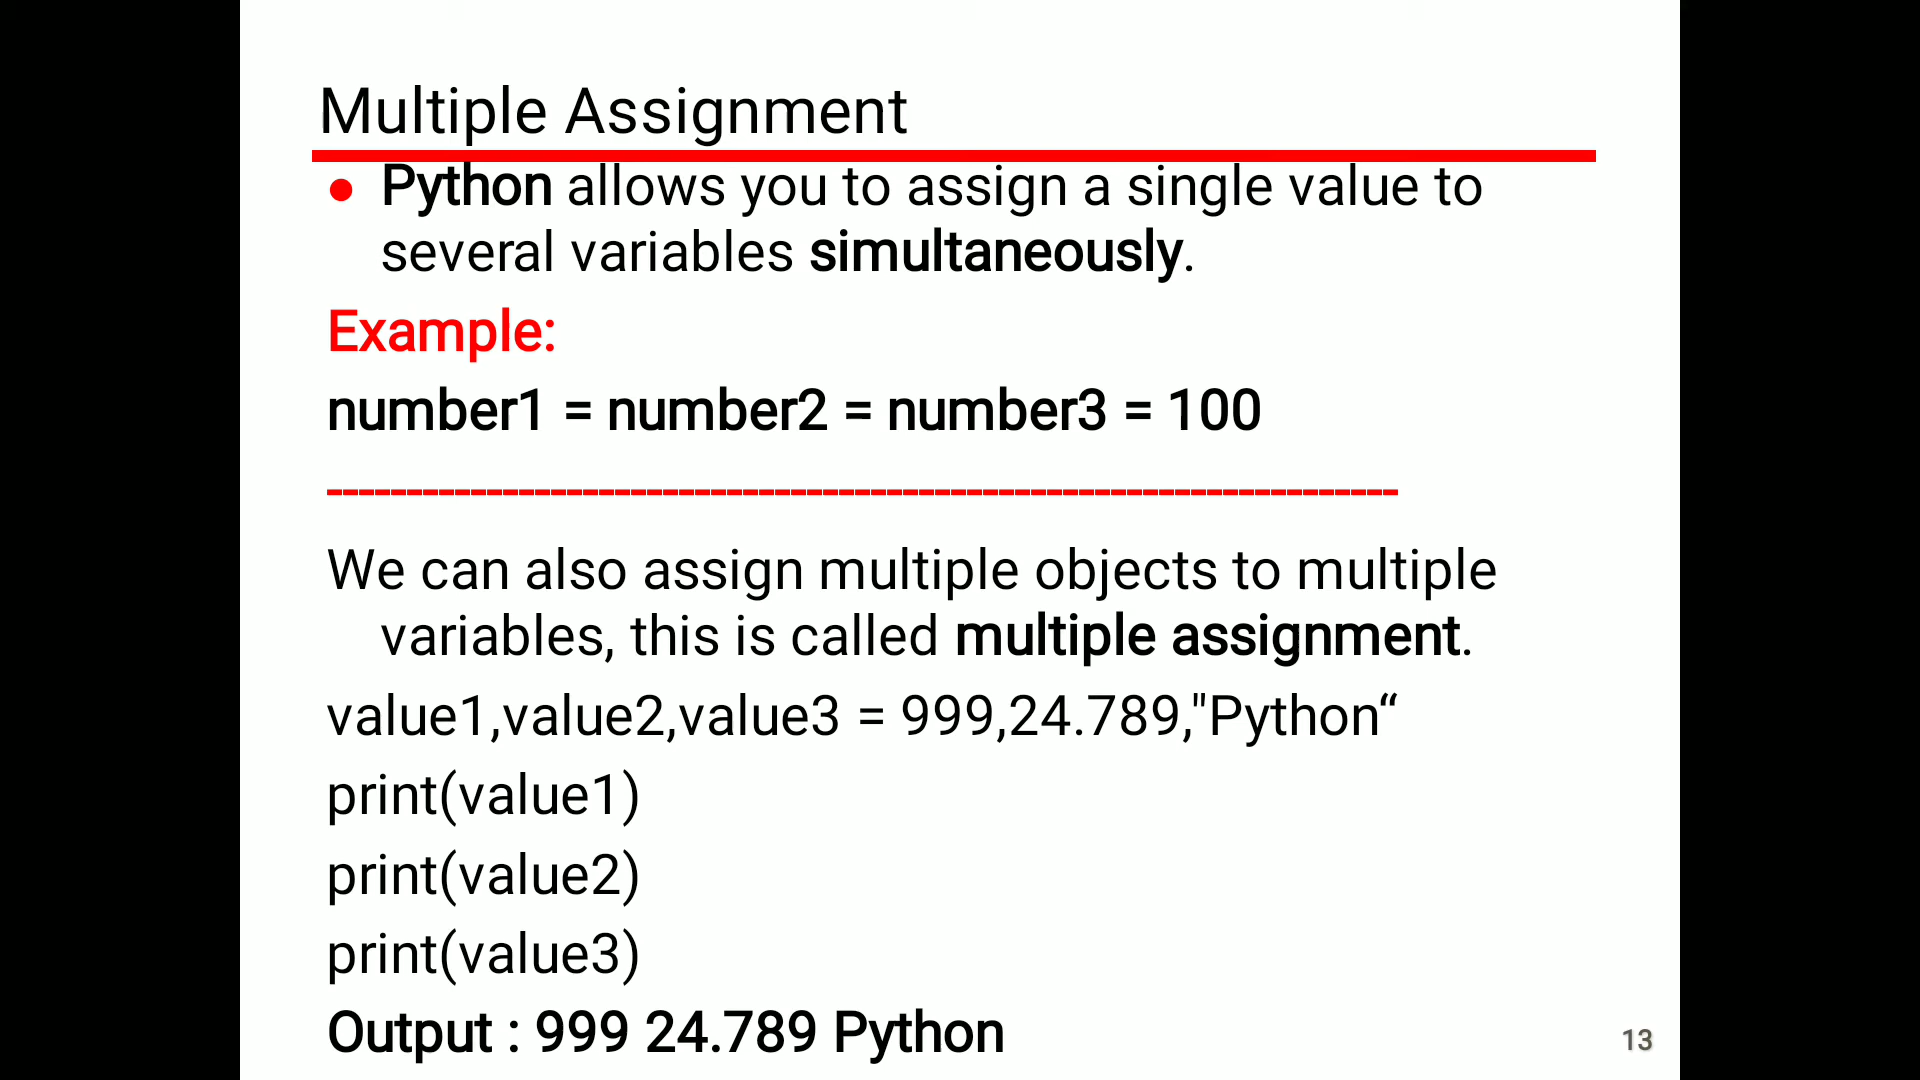 Multiple Assignment
● Python allows you to assign a single value to
several variables simultaneously.
Example:
number1 = number2 = number3 = 100
-------------------------------------------------------------------
We can also assign multiple objects to multiple
variables, this is called multiple assignment.
value1,value2,value3 = 999,24.789,"Python“
print(value1)
print(value2)
print(value3)
Output : 999 24.789 Python
13